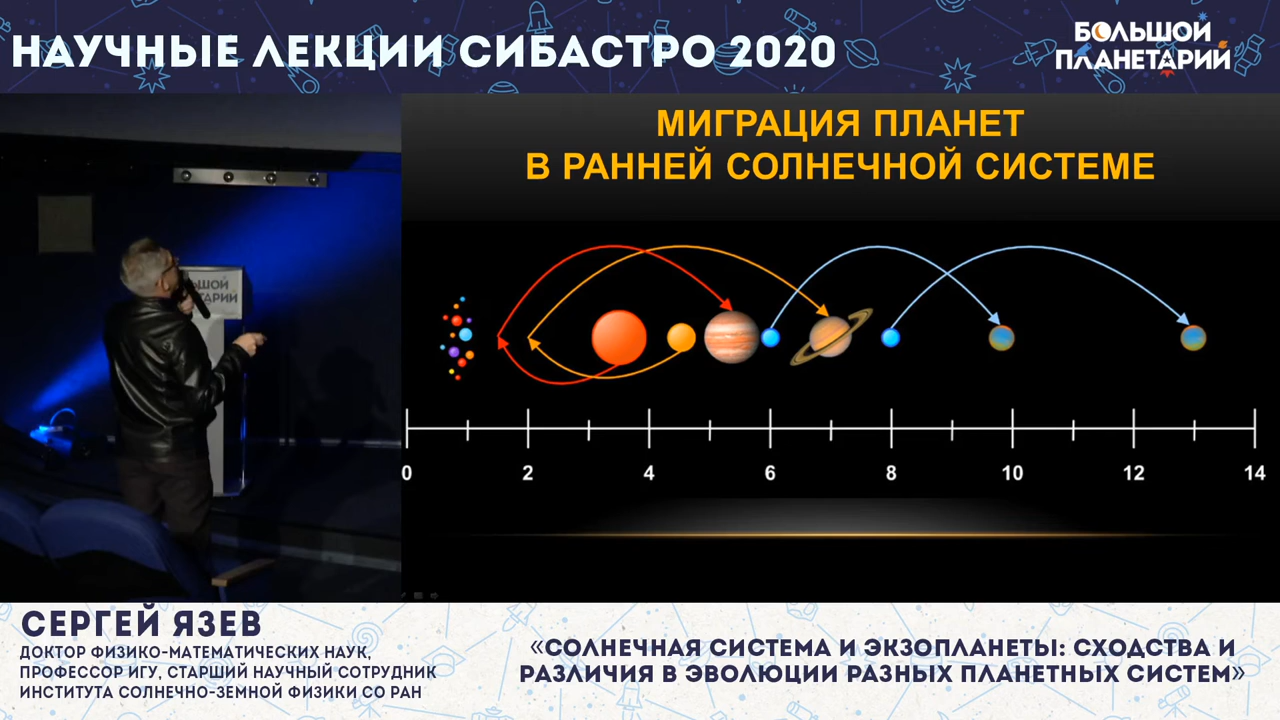 НАУЧНЫЕ ЛЕКЦИИ СИБАСТРО 2020
БОЛЬШОЙ
ПЛАНЕТАРИЙ
МИГРАЦИЯ ПЛАНЕТ
В РАННЕЙ СОЛНЕЧНОЙ СИСТЕМЕ
0 2 4 6 8 10 12 14
СЕРГЕЙ ЯЗЕВ
ДОКТОР ФИЗИКО-МАТЕМАТИЧЕСКИХ НАУК,
ПРОФЕССОР ИГУ, СТАРШИЙ НАУЧНЫЙ СОТРУДНИК
ИНСТИТУТА СОЛНЕЧНО-ЗЕМНОЙ ФИЗИКИ СО РАН
«СОЛНЕЧНАЯ СИСТЕМА И ЭКЗОПЛАНЕТЫ: СХОДСТВА И
РАЗЛИЧИЯ В ЭВОЛЮЦИИ РАЗНЫХ ПЛАНЕТНЫХ СИСТЕМ»